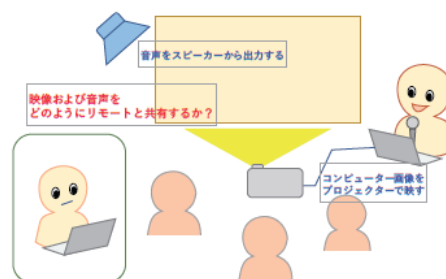 音声をスピーカーから出力する
映像および音声を
どのようにリモートと共有するか？
コンピューター画像を
プロジェクターで映す